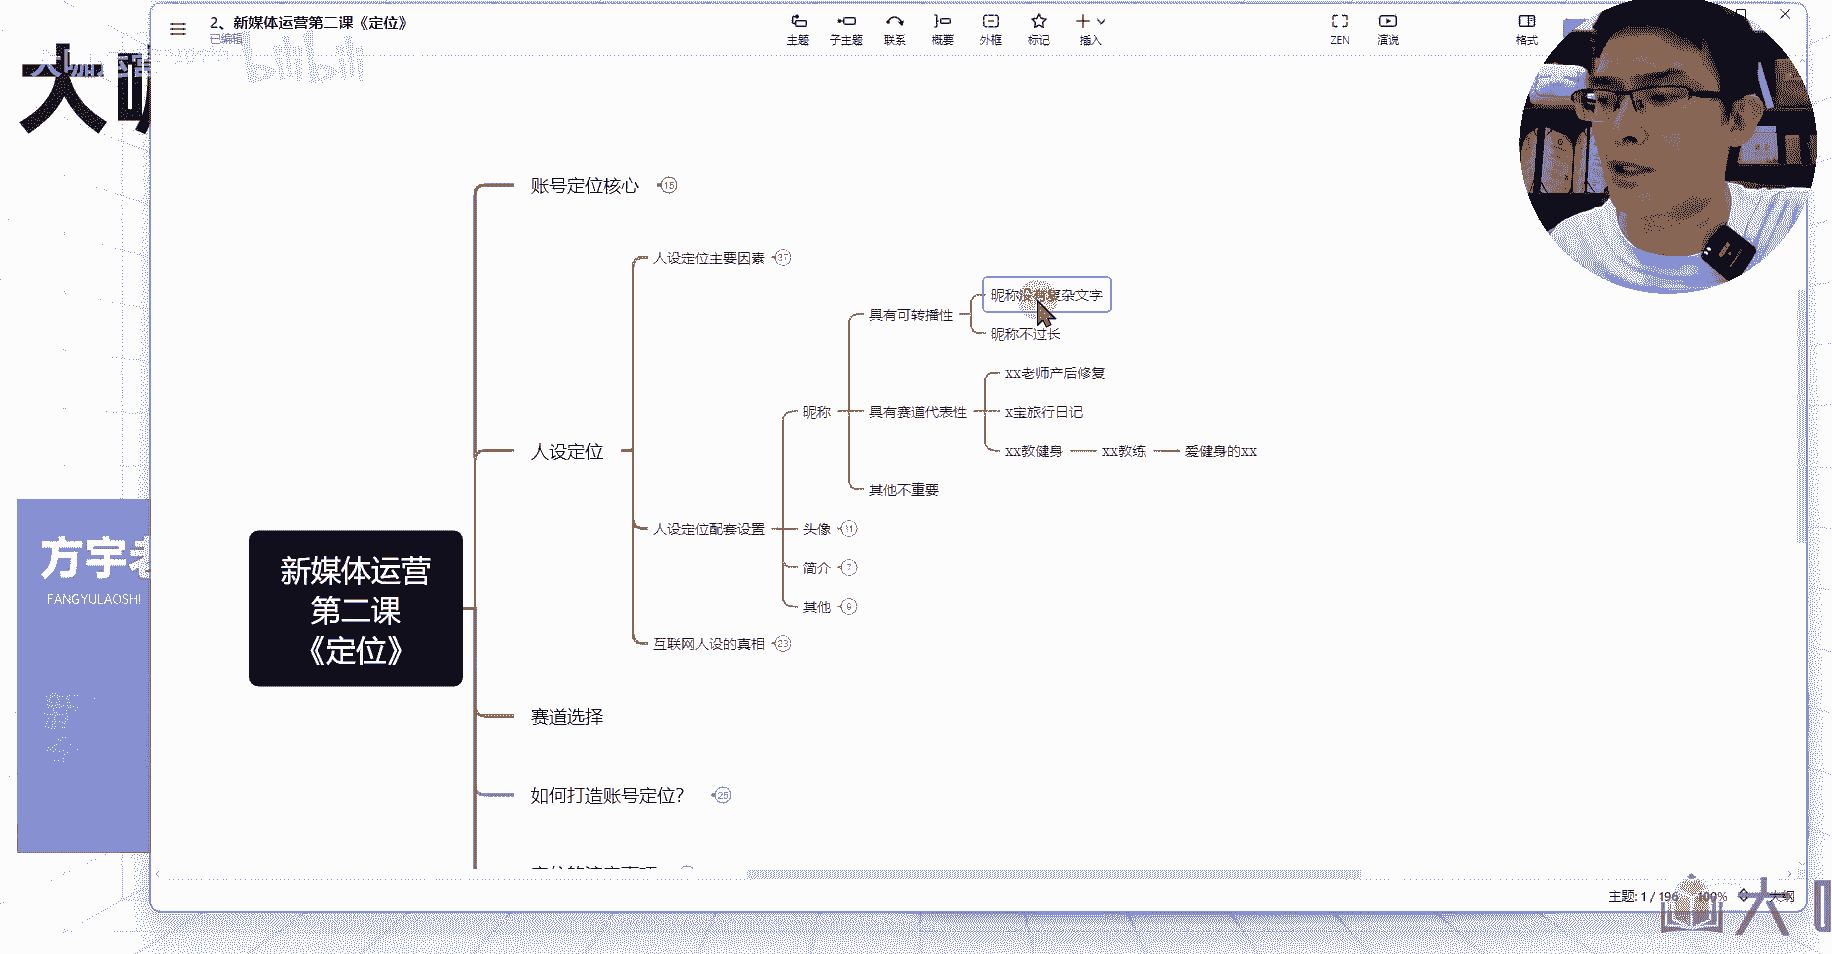 2、新媒体运营第二课《定位》
已编辑
主题
子主题
联系
概要
外框
标记
插入
ZEN
演说
格式
bilibili
账号定位核心
15
人设定位主要因素
37
昵称没有复杂文字
具有可转播性
昵称不过长
xx老师产后修复
昵称
具有赛道代表性
x宝旅行日记
人设定位
xx教健身
xx教练
爱健身的xx
其他不重要
人设定位配套设置
头像
31
简介
7
其他
互联网人设的真相
23
新媒体运营
第二课
《定位》
赛道选择
如何打造账号定位?
25
方宇
FANGYULAOSHI
主题: 1 / 196
100%
大纲
大